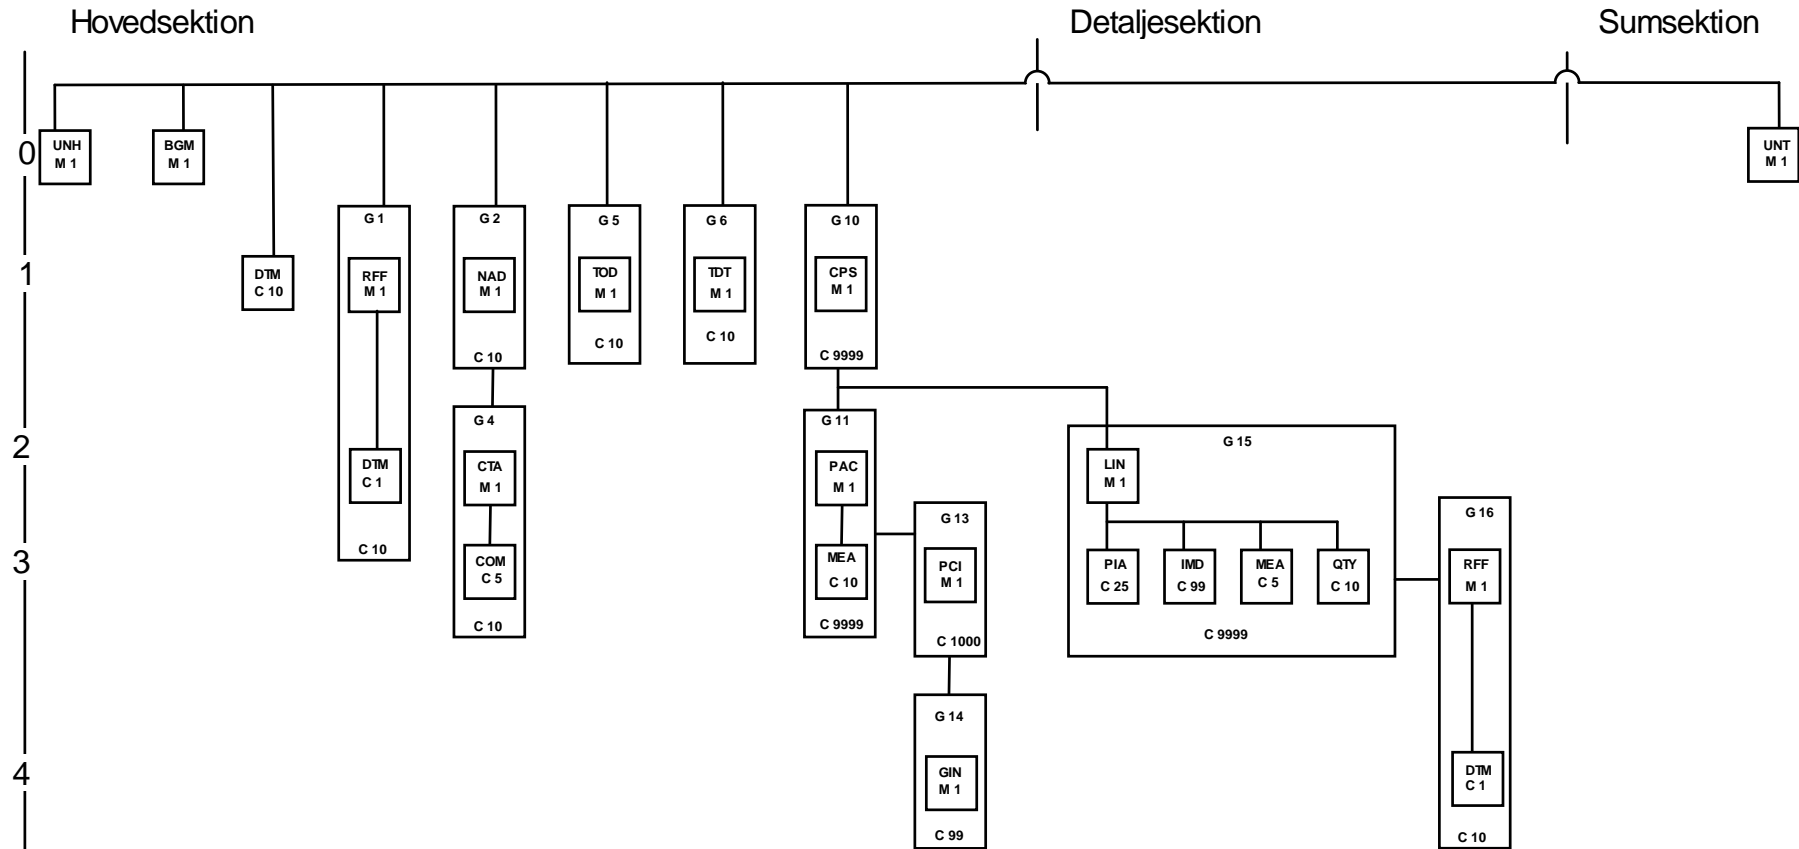 Hovedsektion
Detaljesektion
Sumsektion
0
UNH
M 1
BGM
M 1
UNT
M 1
1
DTM
C 10
G 1
RFF
M 1
DTM
C 1
C 10
G 2
NAD
M 1
C 10
G 4
CTA
M 1
COM
C 5
C 10
G 5
TOD
M 1
C 10
G 6
TDT
M 1
C 10
G 10
CPS
M 1
C 9999
2
G 11
PAC
M 1
MEA
C 10
C 9999
3
G 13
PCI
M 1
C 1000
4
G 14
GIN
M 1
C 99
G 15
LIN
M 1
PIA
C 25
IMD
C 99
MEA
C 5
QTY
C 10
C 9999
G 16
RFF
M 1
DTM
C 1
C 10